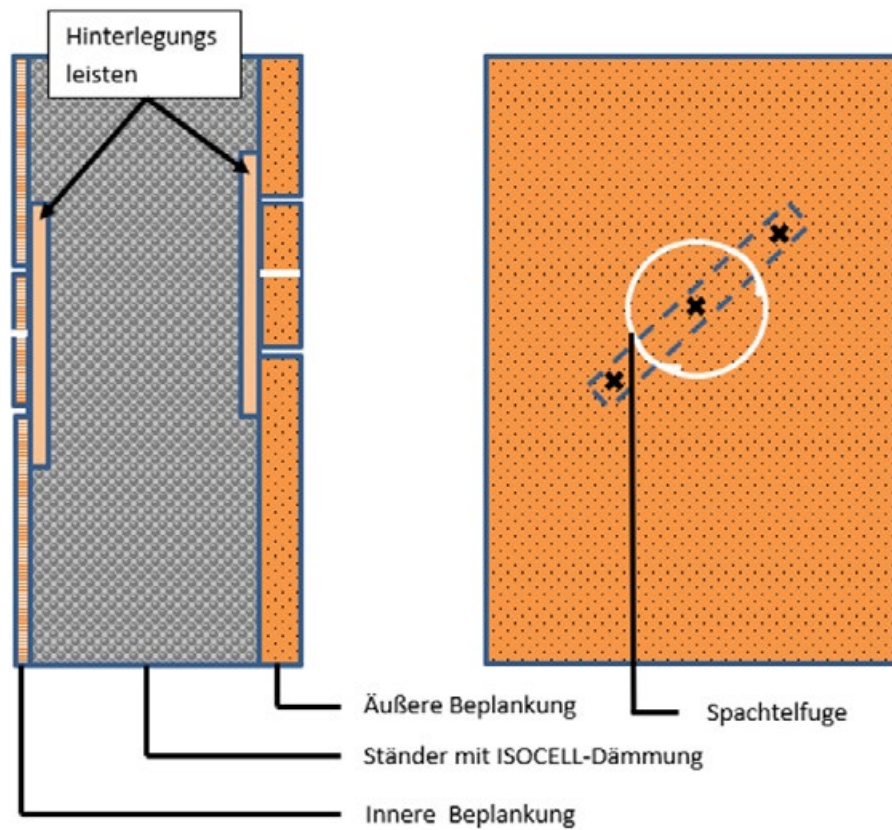 Hinterlegungs
leisten
Äußere Beplankung
Spachtelfuge
Ständer mit ISOCELL-Dämmung
Innere Beplankung